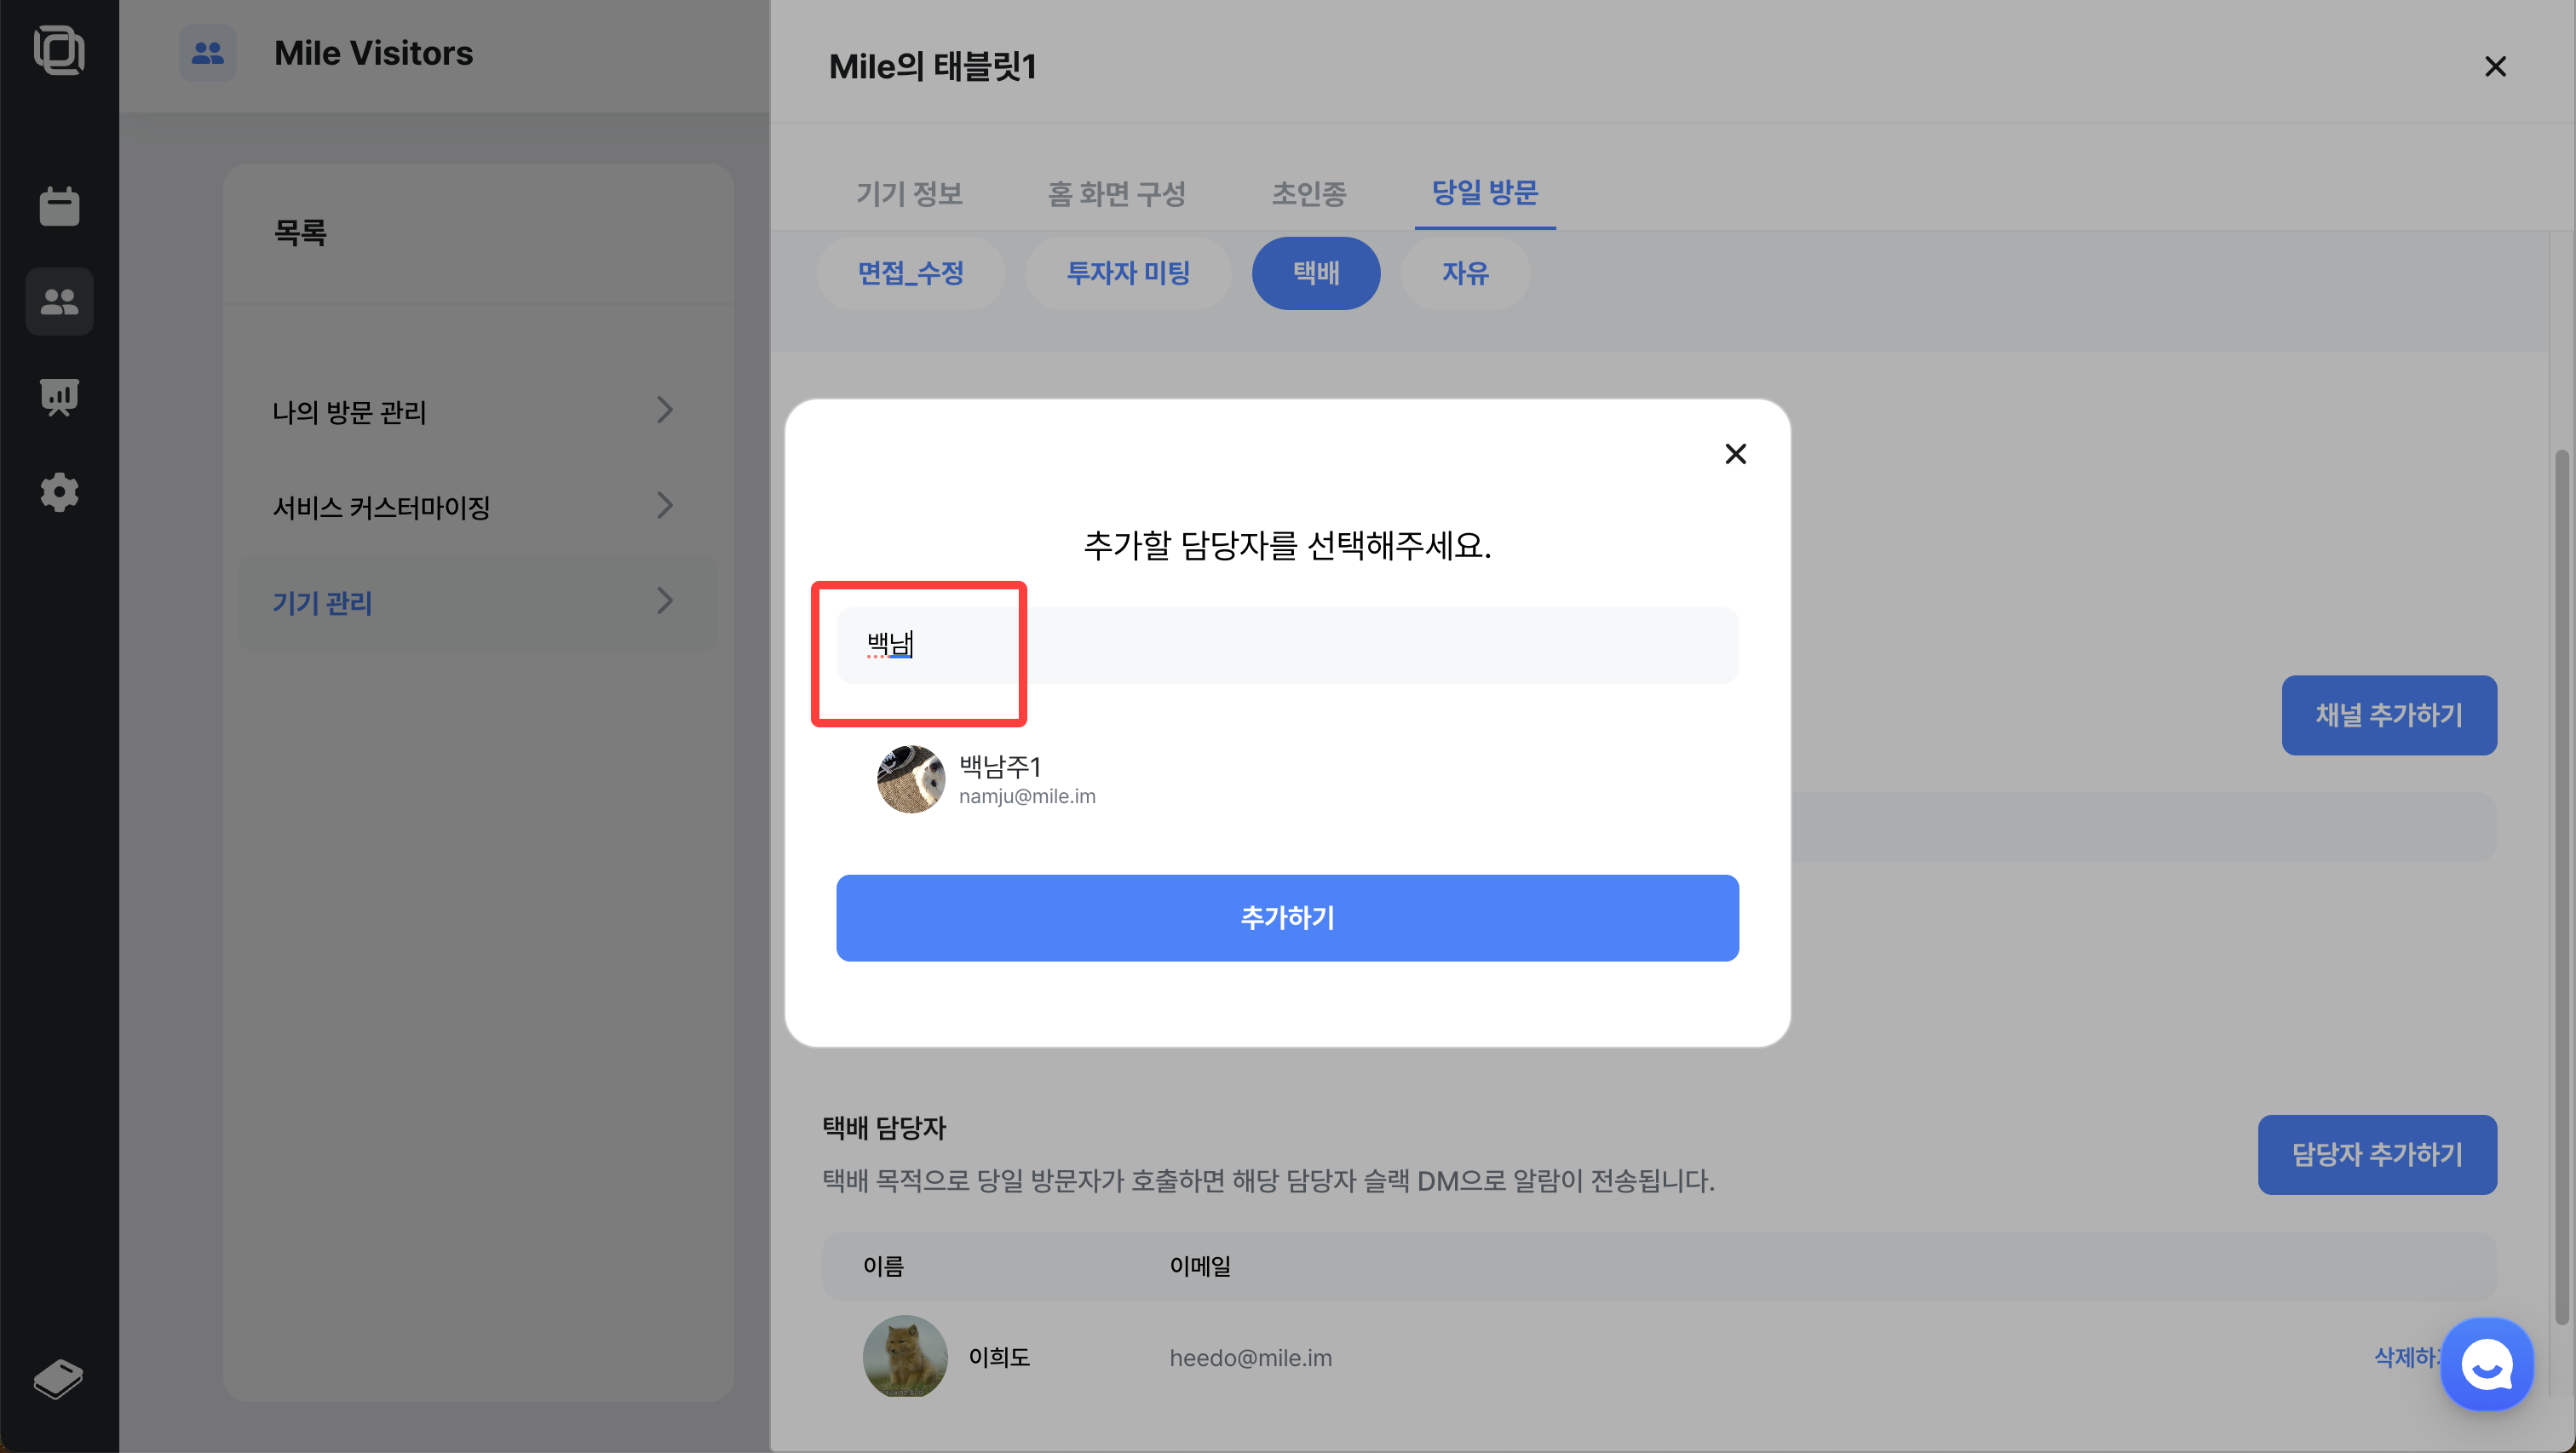 Mile Visitors
목록
나의 방문 관리
서비스 커스터마이징
기기 관리
Mile의 태블릿1
기기 정보 홈 화면 구성 초인종 당일 방문
면접_수정 투자자 미팅 택배 자유
추가할 담당자를 선택해주세요.
백남
백남주1
namju@mile.im
추가하기
채널 추가하기
택배 담당자
택배 목적으로 당일 방문자가 호출하면 해당 담당자 슬랙 DM으로 알람이 전송됩니다.
담당자 추가하기
이름 이메일
이희도 heedo@mile.im